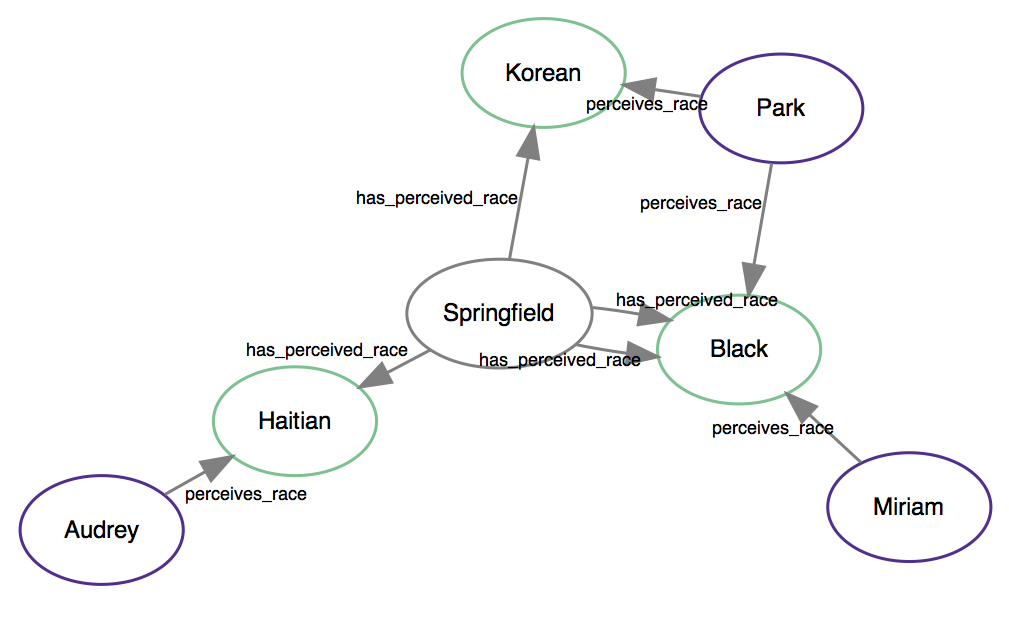 Korean
perceives_race
Park
has_perceived_race
perceives_race
Springfield
has_perceived_race
has_perceived_race
Black
has_perceived_race
Haitian
perceives_race
perceives_race
Audrey
Miriam